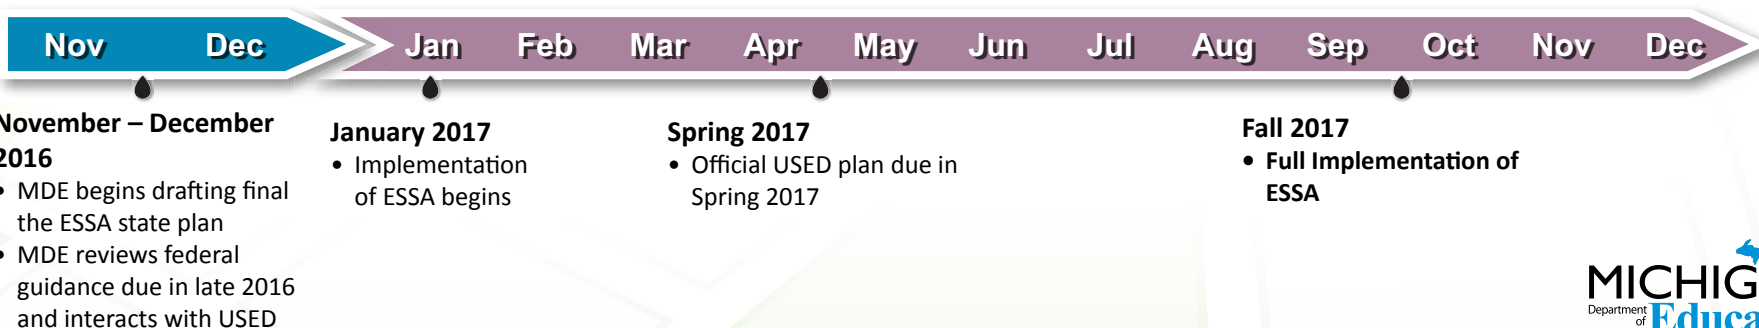 Nov Dec Jan Feb Mar Apr May Jun Jul Aug Sep Oct Nov Dec
November – December
2016
• MDE begins drafting final
the ESSA state plan
• MDE reviews federal
guidance due in late 2016
and interacts with USED
January 2017
• Implementation
of ESSA begins
Spring 2017
• Official USED plan due in
Spring 2017
Fall 2017
• Full Implementation of
ESSA
MICHIG
Department
of Educa